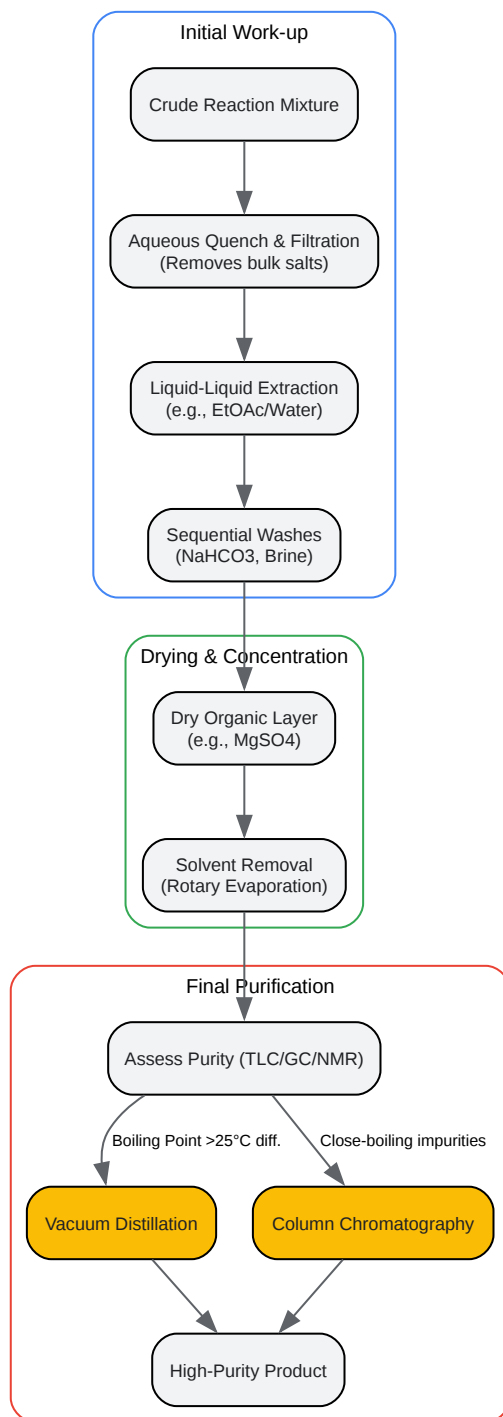 Initial Work-up
Crude Reaction Mixture
Aqueous Quench & Filtration
(Removes bulk salts)
Liquid-Liquid Extraction
(e.g., EtOAc/Water)
Sequential Washes
(NaHCO3, Brine)
Drying & Concentration
Dry Organic Layer
(e.g., MgSO4)
Solvent Removal
(Rotary Evaporation)
Final Purification
Assess Purity (TLC/GC/NMR)
Boiling Point >25°C diff.
Close-boiling impurities
Vacuum Distillation
Column Chromatography
High-Purity Product